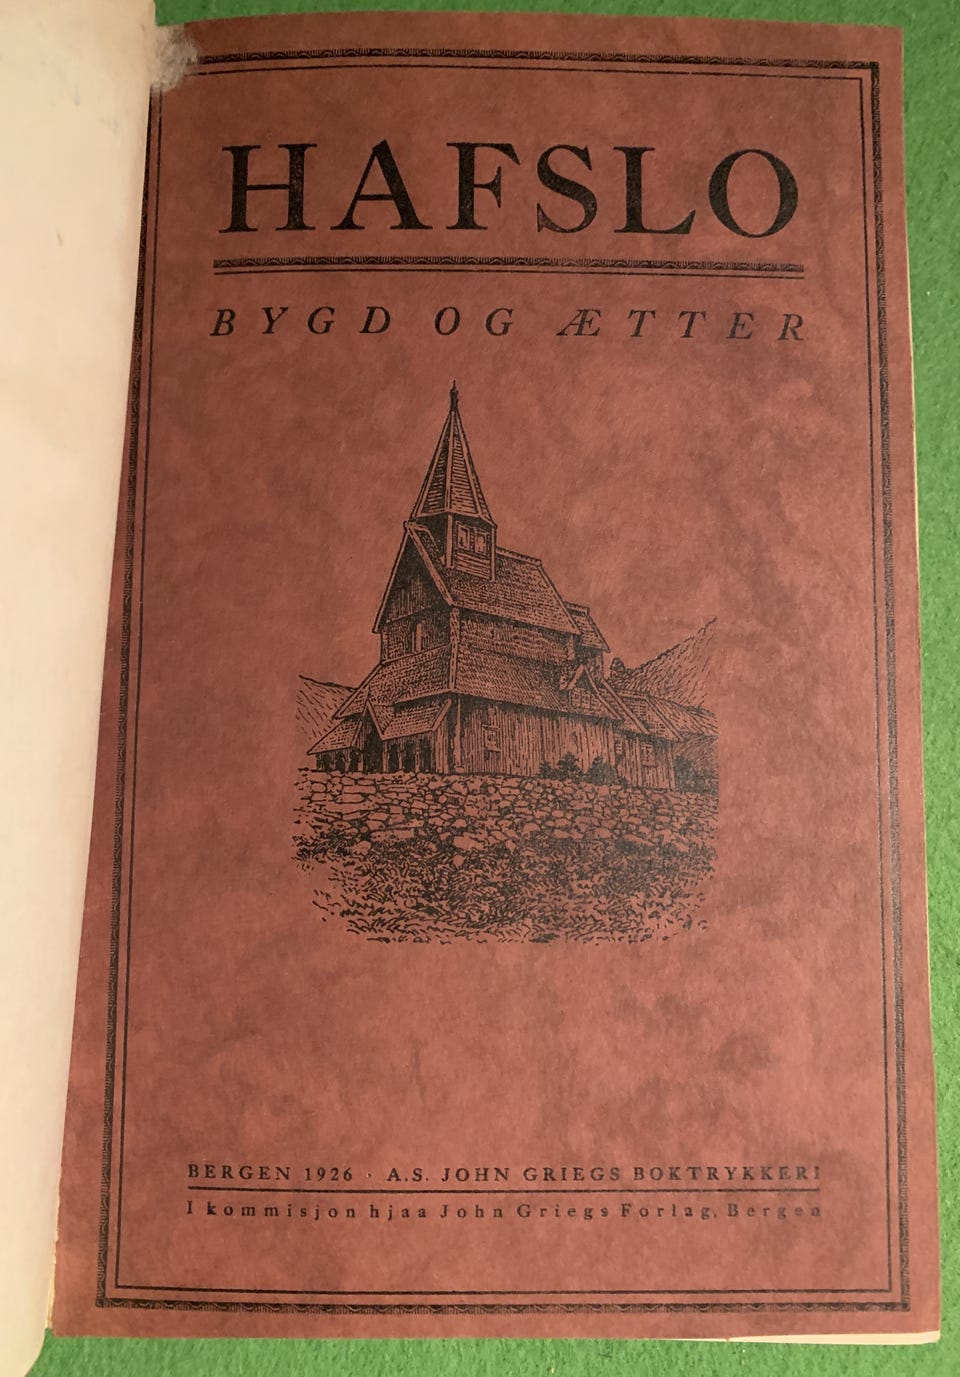 HAFSLO
BYGD OG ÆTTER
BERGEN 1926 · A.S. JOHN GRIEGS BOKTRYKKERI
I kommisjon hjaa John Griegs Forlag, Bergen